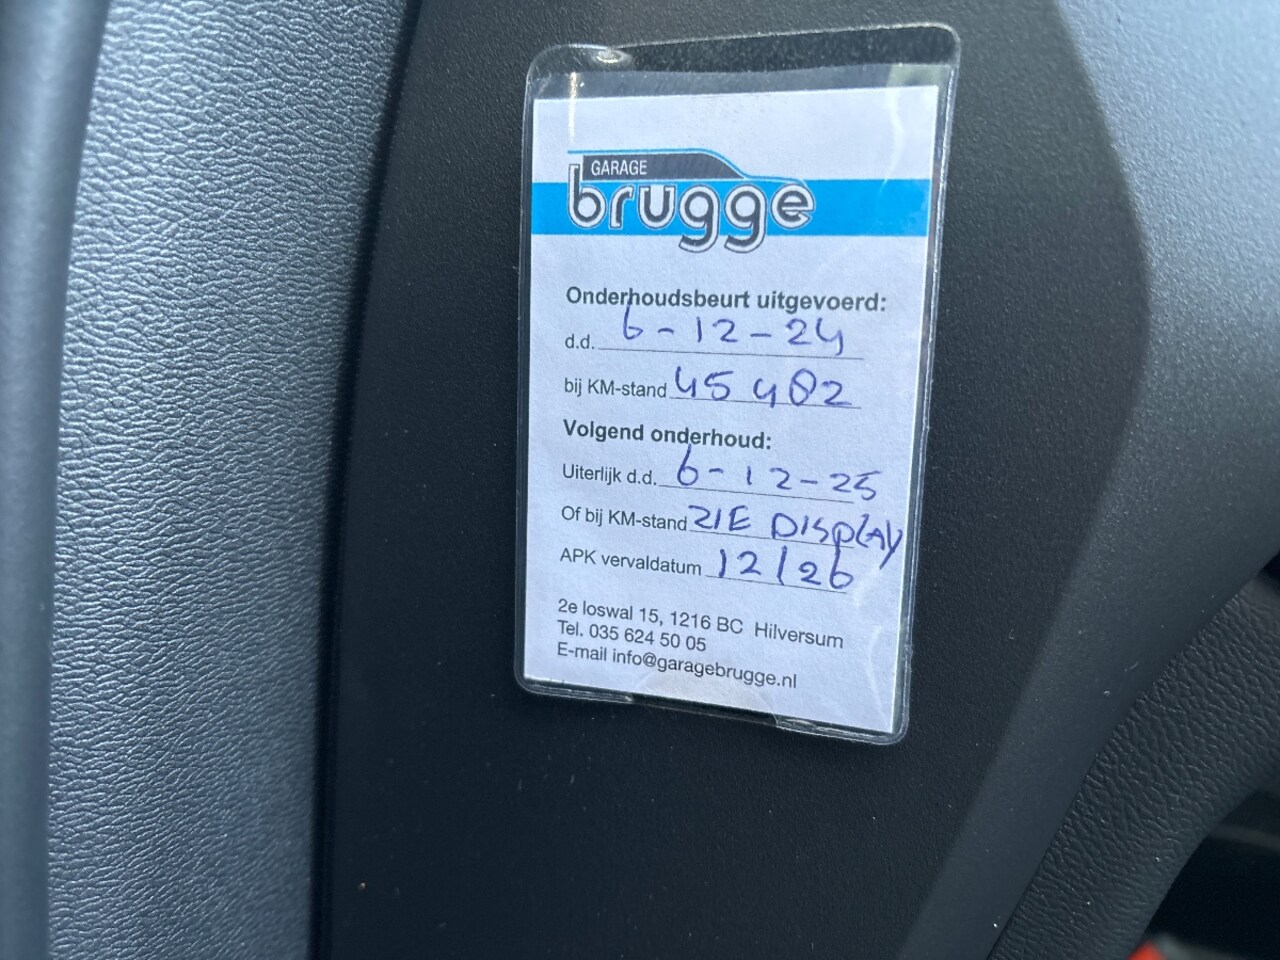 GARAGE
brugge
Onderhoudsbeurt uitgevoerd:
d.d. 6-12-24
bij KM-stand 45 482
Volgend onderhoud:
Uiterlijk d.d. 6-12-25
Of bij KM-stand ZIE DISplAy
APK vervaldatum 12/26
2e loswal 15, 1216 BC Hilversum
Tel. 035 624 50 05
E-mail info@garagebrugge.nl